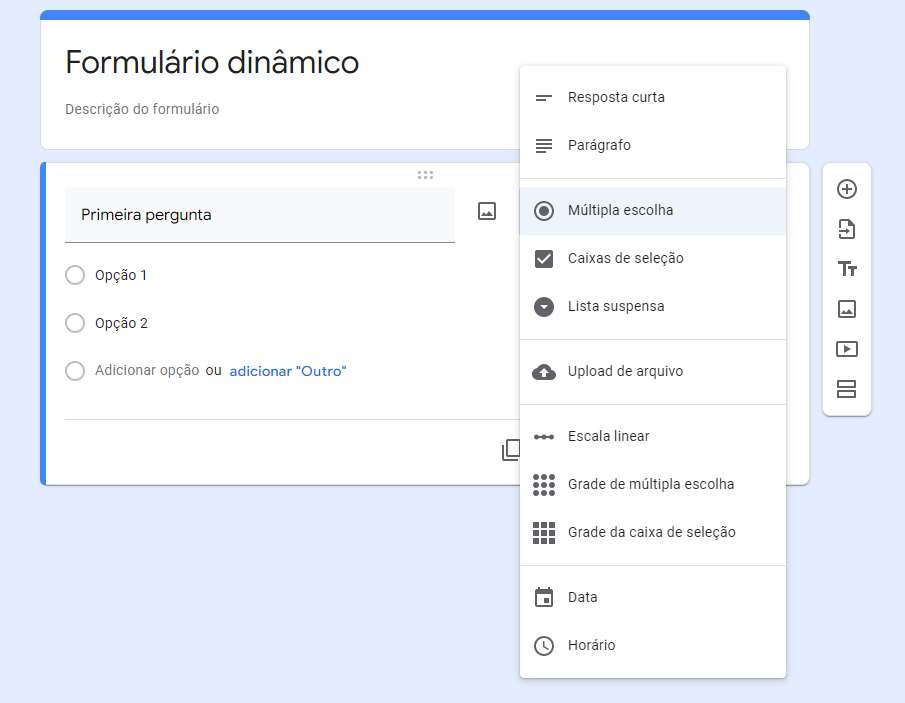 Formulário dinâmico
Descrição do formulário
Primeira pergunta
Opção 1
Opção 2
Adicionar opção ou adicionar "Outro"
Resposta curta
Parágrafo
Múltipla escolha
Caixas de seleção
Lista suspensa
Upload de arquivo
Escala linear
Grade de múltipla escolha
Grade da caixa de seleção
Data
Horário
Tт